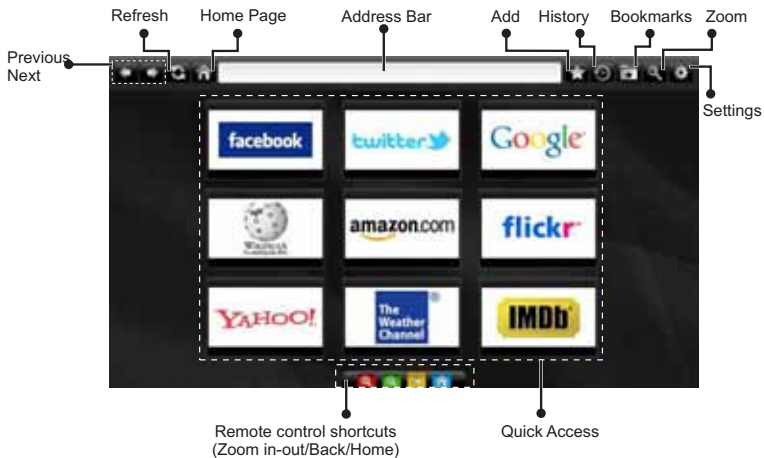 Refresh Home Page Address Bar Add History Bookmarks Zoom
Previous
Next
Settings
facebook twitter Google
WIKIPEDIA amazon.com flickr
YAHOO! The
Weather
Channel IMDb
Remote control shortcuts
(Zoom in-out/Back/Home)
Quick Access